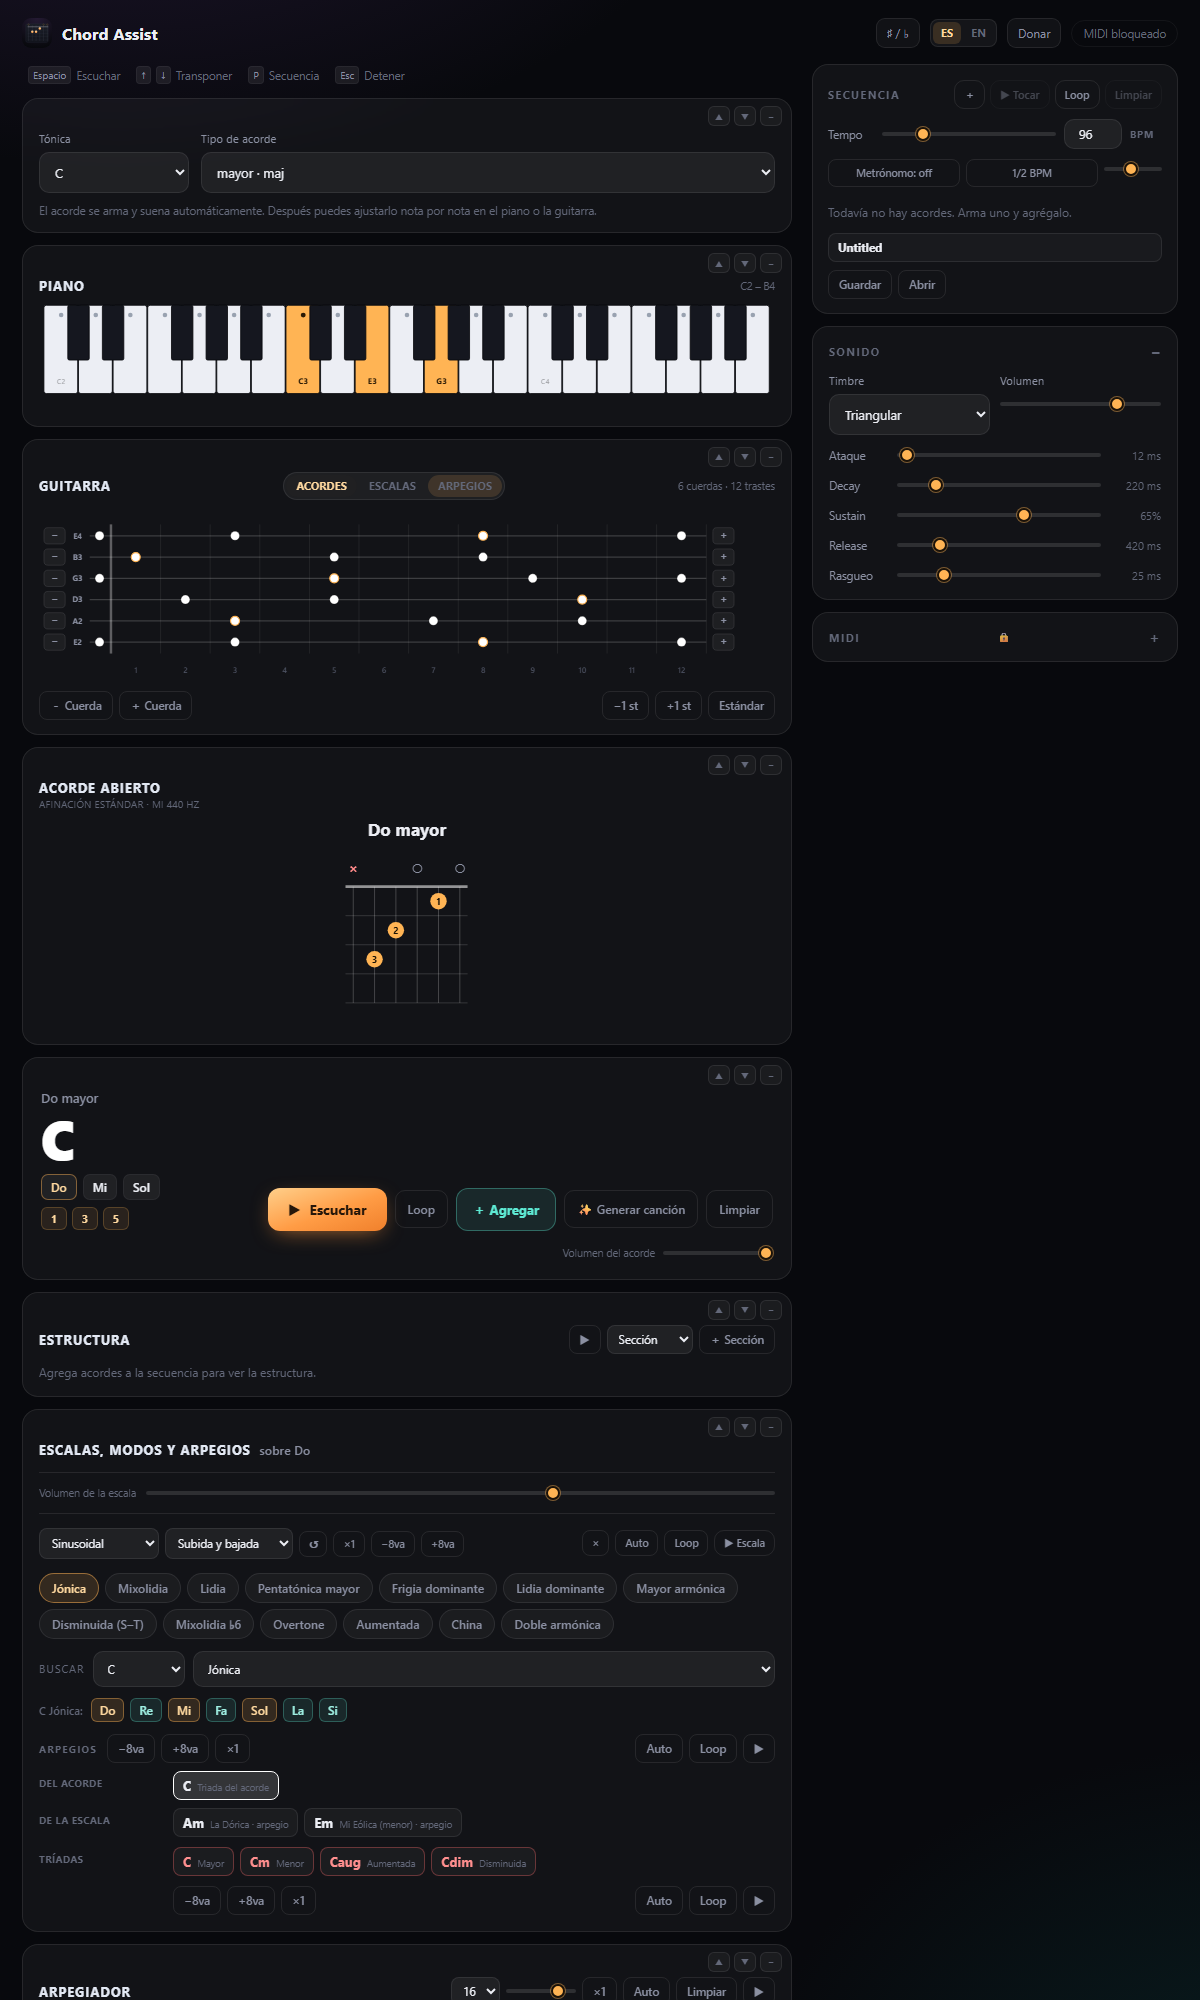 Chord Assist
♯ / ♭
ES EN
Donar
MIDI bloqueado
Espacio Escuchar ↑ ↓ Transponer P Secuencia Esc Detener
▲ ▼ −
Tónica Tipo de acorde
C mayor · maj
El acorde se arma y suena automáticamente. Después puedes ajustarlo nota por nota en el piano o la guitarra.
▲ ▼ −
PIANO C2 – B4
C2 C3 E3 G3 C4
▲ ▼ −
GUITARRA ACORDES ESCALAS ARPEGIOS 6 cuerdas · 12 trastes
− E4 +
− B3 +
− G3 +
− D3 +
− A2 +
− E2 +
1 2 3 4 5 6 7 8 9 10 11 12
- Cuerda + Cuerda −1 st +1 st Estándar
▲ ▼ −
ACORDE ABIERTO
AFINACIÓN ESTÁNDAR · MI 440 HZ
Do mayor
× ○ ○
1
2
3
▲ ▼ −
Do mayor
C
Do Mi Sol
1 3 5
▶ Escuchar Loop + Agregar ✨ Generar canción Limpiar
Volumen del acorde
▲ ▼ −
ESTRUCTURA ▶ Sección + Sección
Agrega acordes a la secuencia para ver la estructura.
▲ ▼ −
ESCALAS, MODOS Y ARPEGIOS sobre Do
Volumen de la escala
Sinusoidal Subida y bajada ↺ ×1 −8va +8va × Auto Loop ▶ Escala
Jónica Mixolidia Lidia Pentatónica mayor Frigia dominante Lidia dominante Mayor armónica
Disminuida (S–T) Mixolidia ♭6 Overtone Aumentada China Doble armónica
BUSCAR C Jónica
C Jónica: Do Re Mi Fa Sol La Si
ARPEGIOS −8va +8va ×1 Auto Loop ▶
DEL ACORDE C Triada del acorde
DE LA ESCALA Am La Dórica · arpegio Em Mi Eólica (menor) · arpegio
TRÍADAS C Mayor Cm Menor Caug Aumentada Cdim Disminuida
−8va +8va ×1 Auto Loop ▶
▲ ▼ −
ARPEGIADOR 16 ×1 Auto Limpiar ▶
SECUENCIA + ▶ Tocar Loop Limpiar
Tempo 96 BPM
Metrónomo: off 1/2 BPM
Todavía no hay acordes. Arma uno y agrégalo.
Untitled
Guardar Abrir
SONIDO −
Timbre Volumen
Triangular
Ataque 12 ms
Decay 220 ms
Sustain 65%
Release 420 ms
Rasgueo 25 ms
MIDI 🔒 +